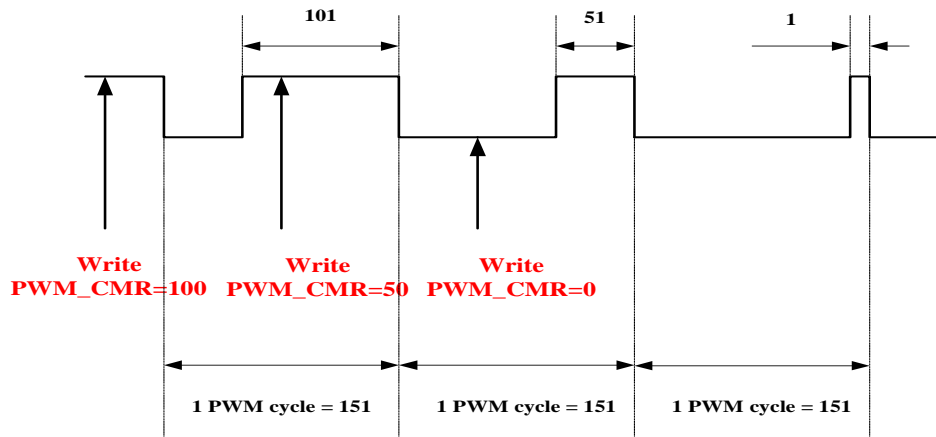 101
51
1
Write
PWM_CMR=100
Write
PWM_CMR=50
Write
PWM_CMR=0
1 PWM cycle = 151
1 PWM cycle = 151
1 PWM cycle = 151